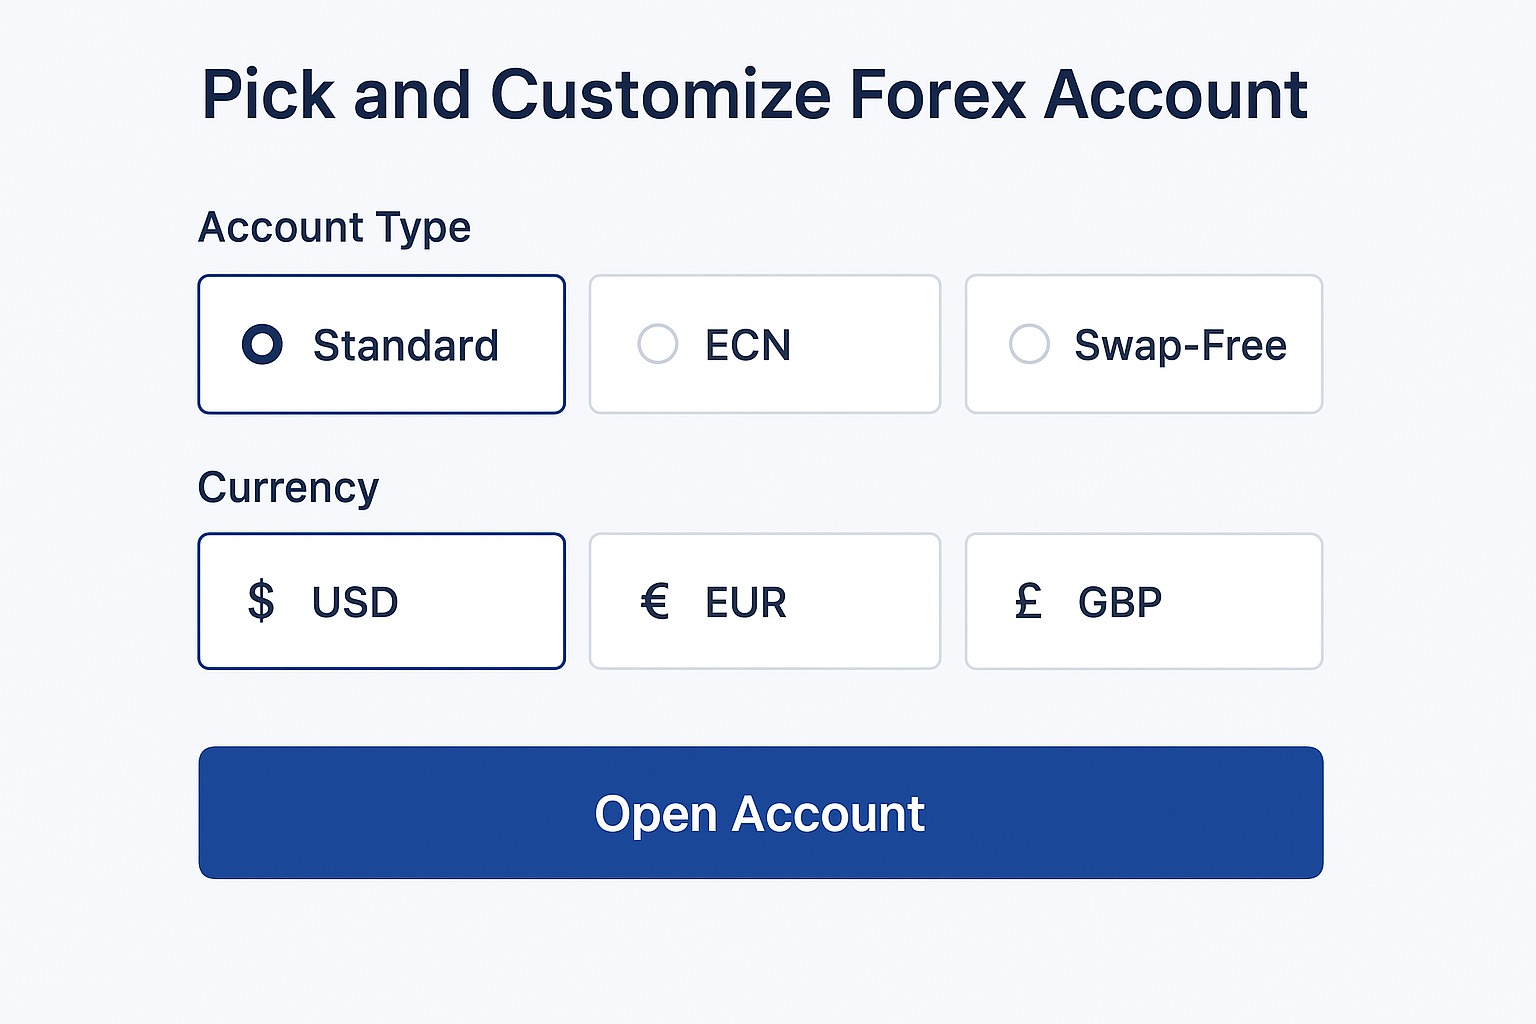 Pick and Customize Forex Account
Account Type
Standard
ECN
Swap-Free
Currency
$ USD
€ EUR
£ GBP
Open Account